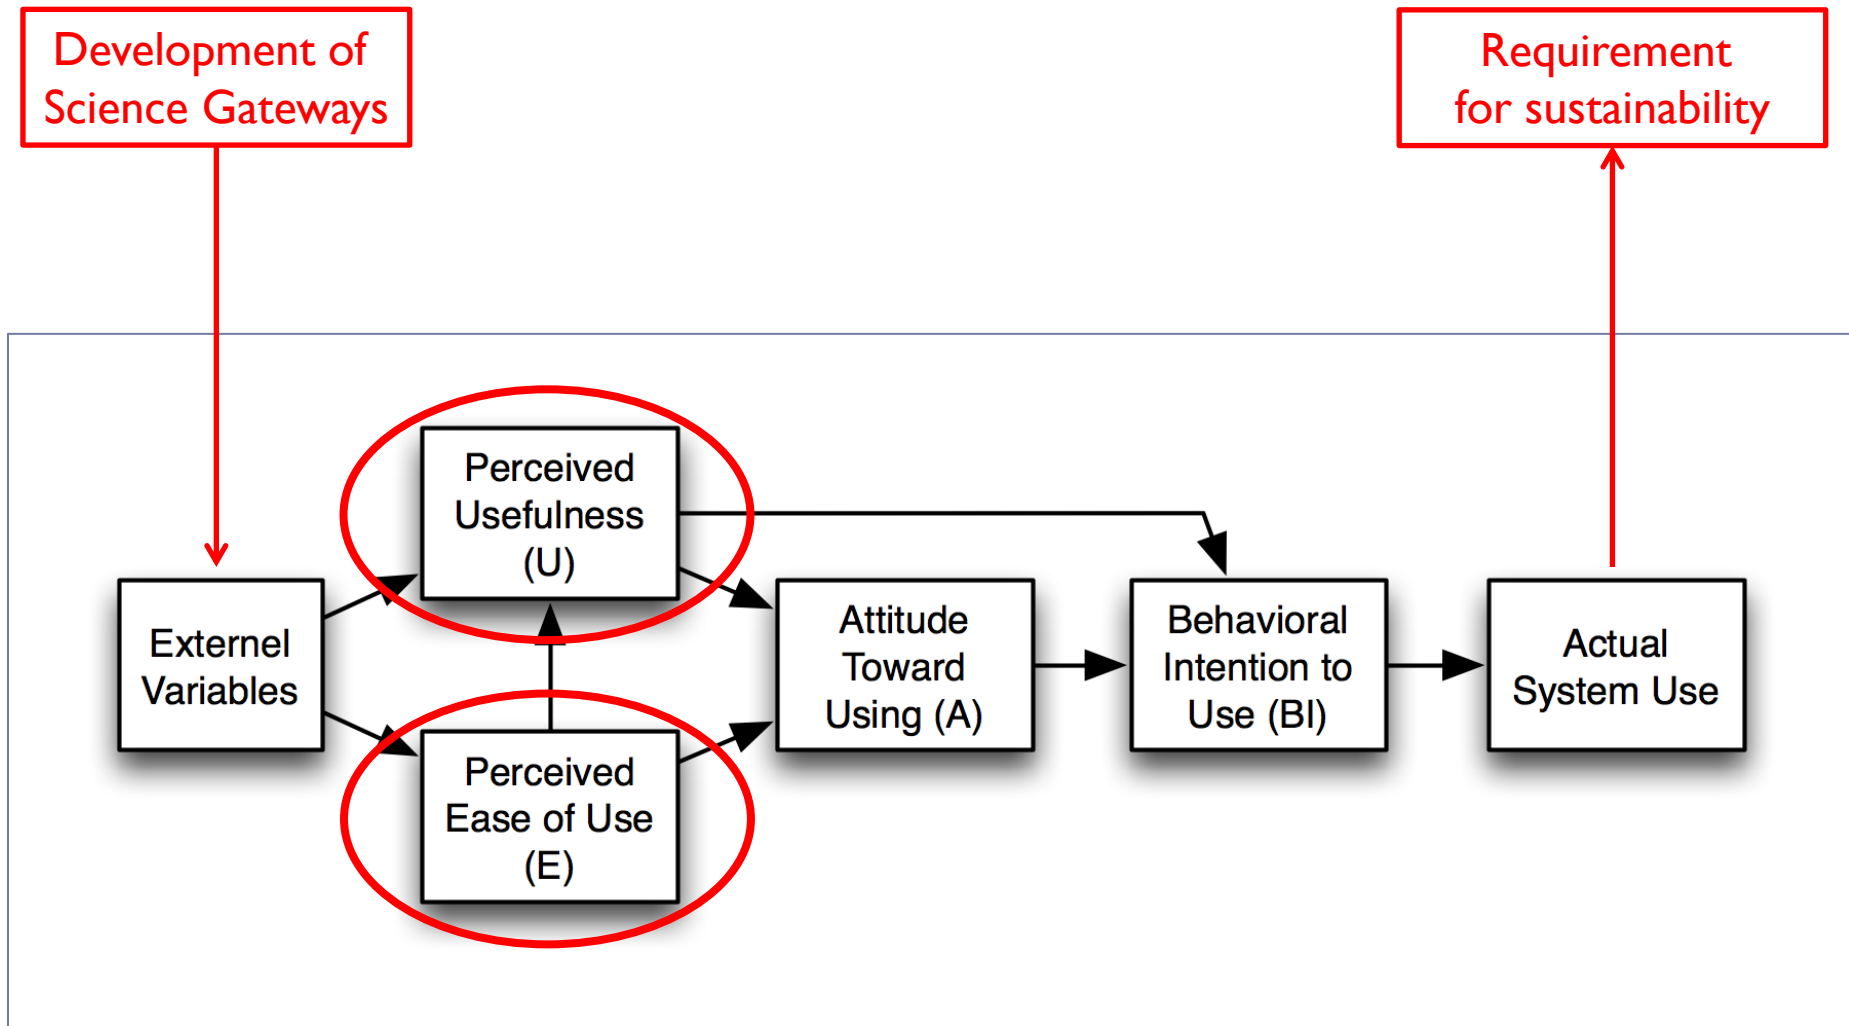 Development of
Science Gateways
Requirement
for sustainability
Perceived
Usefulness
(U)
Externel
Variables
Perceived
Ease of Use
(E)
Attitude
Toward
Using (A)
Behavioral
Intention to
Use (BI)
Actual
System Use